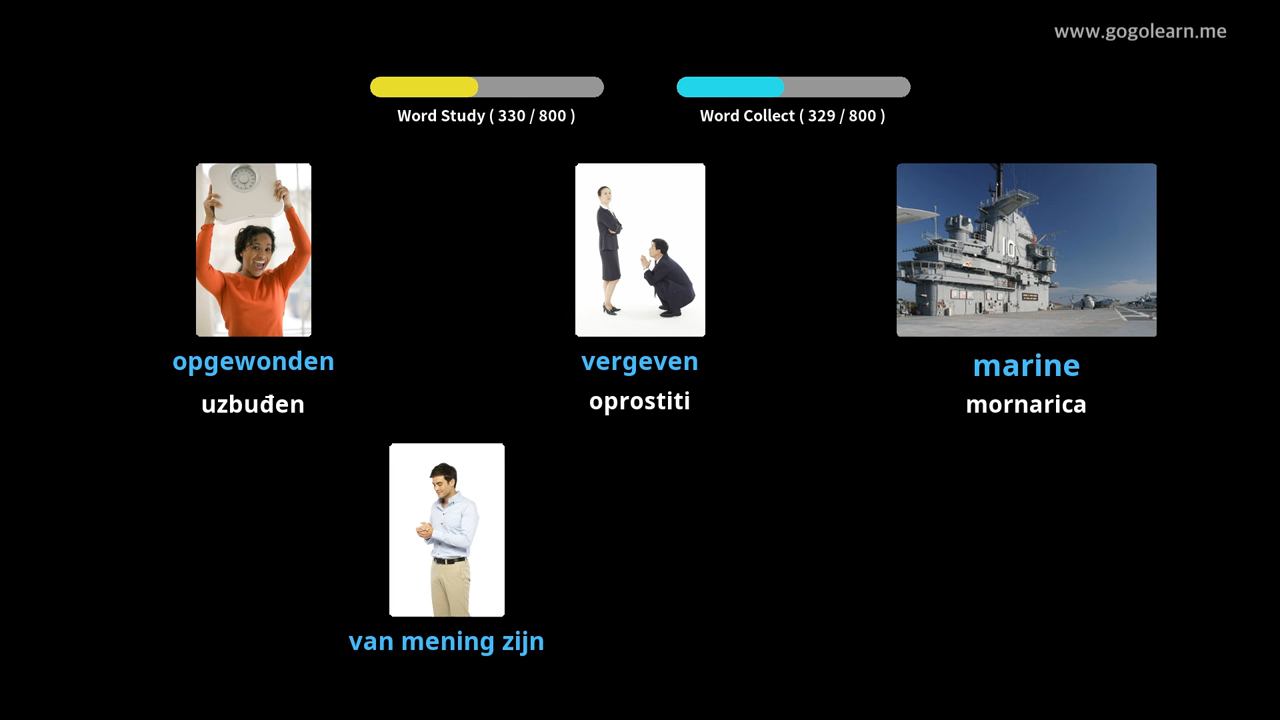 www.gogolearn.me
Word Study ( 330 / 800 )
Word Collect ( 329 / 800 )
10
opgewonden
vergeven
marine
uzbuđen
oprostiti
mornarica
van mening zijn